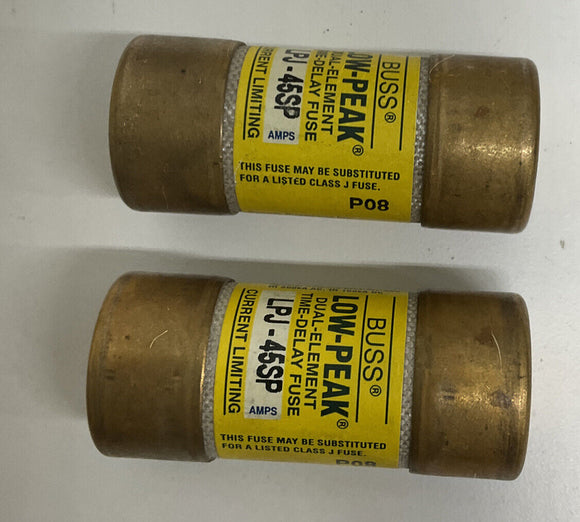 BUSS®
LOW-PEAK®
DUAL-ELEMENT
TIME-DELAY FUSE
LPJ-45SP
AMPS
CURRENT LIMITING
THIS FUSE MAY BE SUBSTITUTED
FOR A LISTED CLASS J FUSE.
P08
BUSS®
LOW-PEAK®
DUAL-ELEMENT
TIME-DELAY FUSE
LPJ-45SP
AMPS
CURRENT LIMITING
THIS FUSE MAY BE SUBSTITUTED
FOR A LISTED CLASS J FUSE.
P08